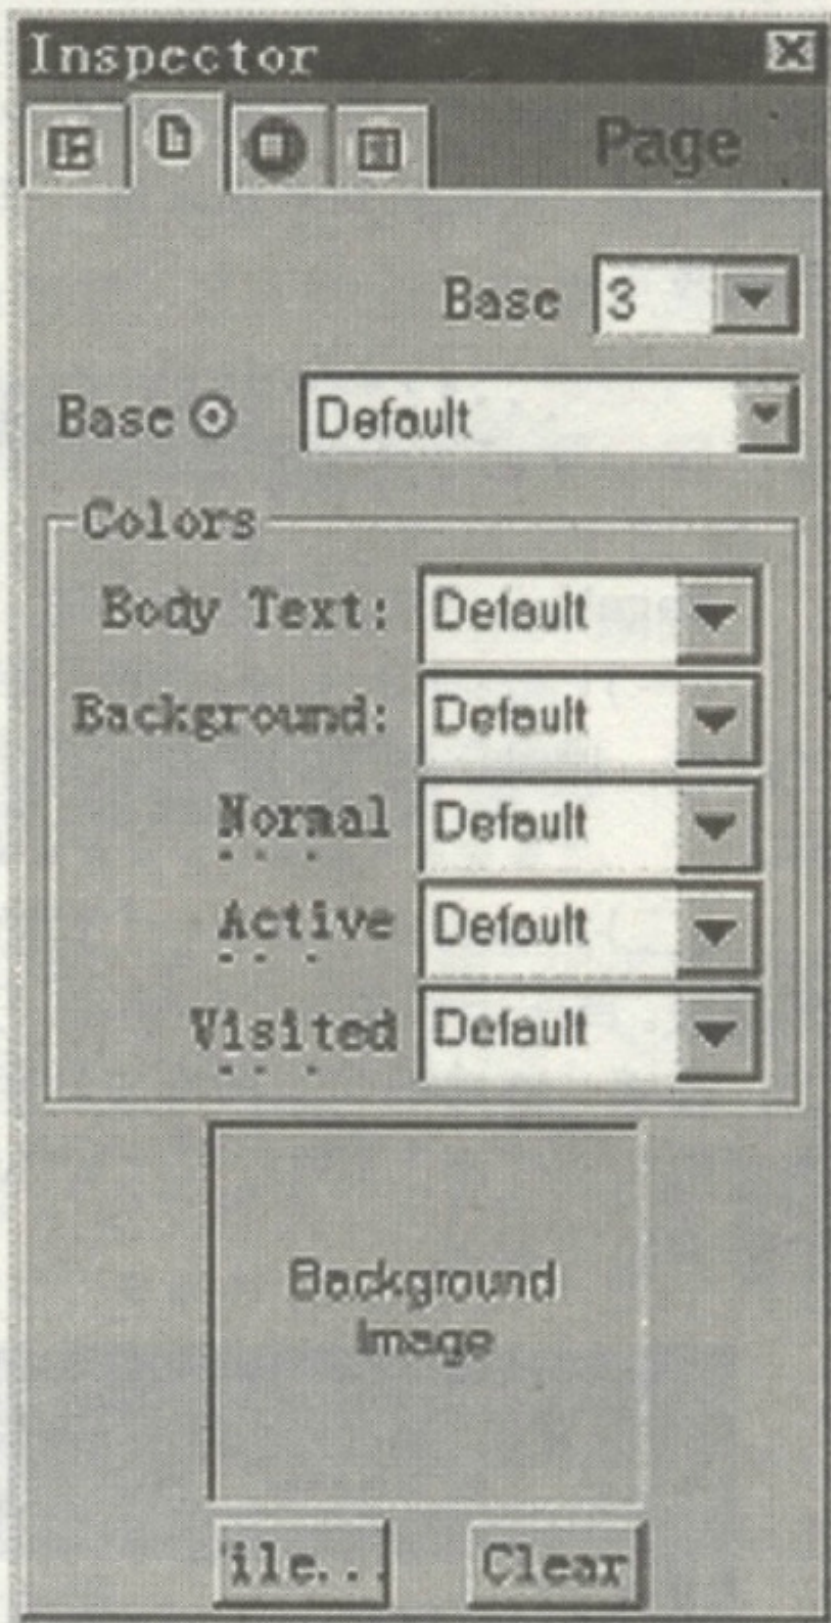 Inspector
Page
Base 3
Base Default
Colors
Body Text: Default
Background: Default
Normal Default
Active Default
Visited Default
Background
Image
ile... Clear